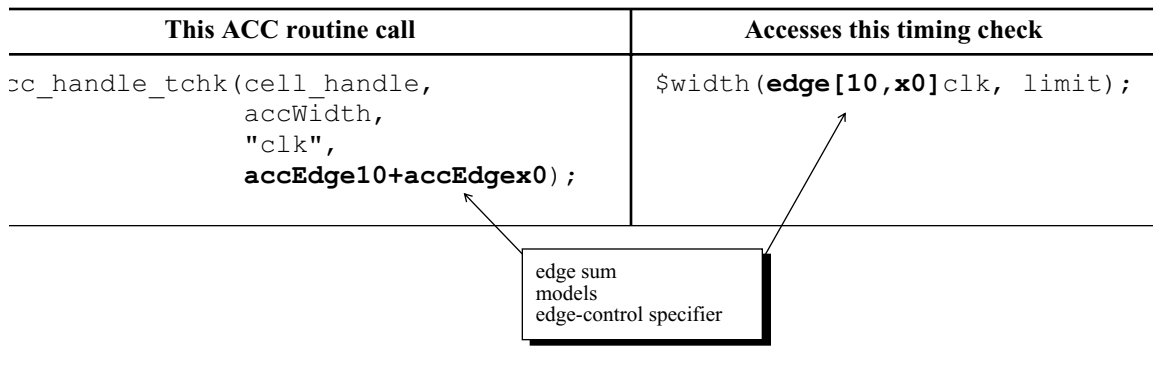 This ACC routine call
Accesses this timing check
cc_handle_tchk(cell_handle,
accWidth,
"clk",
accEdge10+accEdgex0);
$width(edge[10,x0]clk, limit);
edge sum
models
edge-control specifier